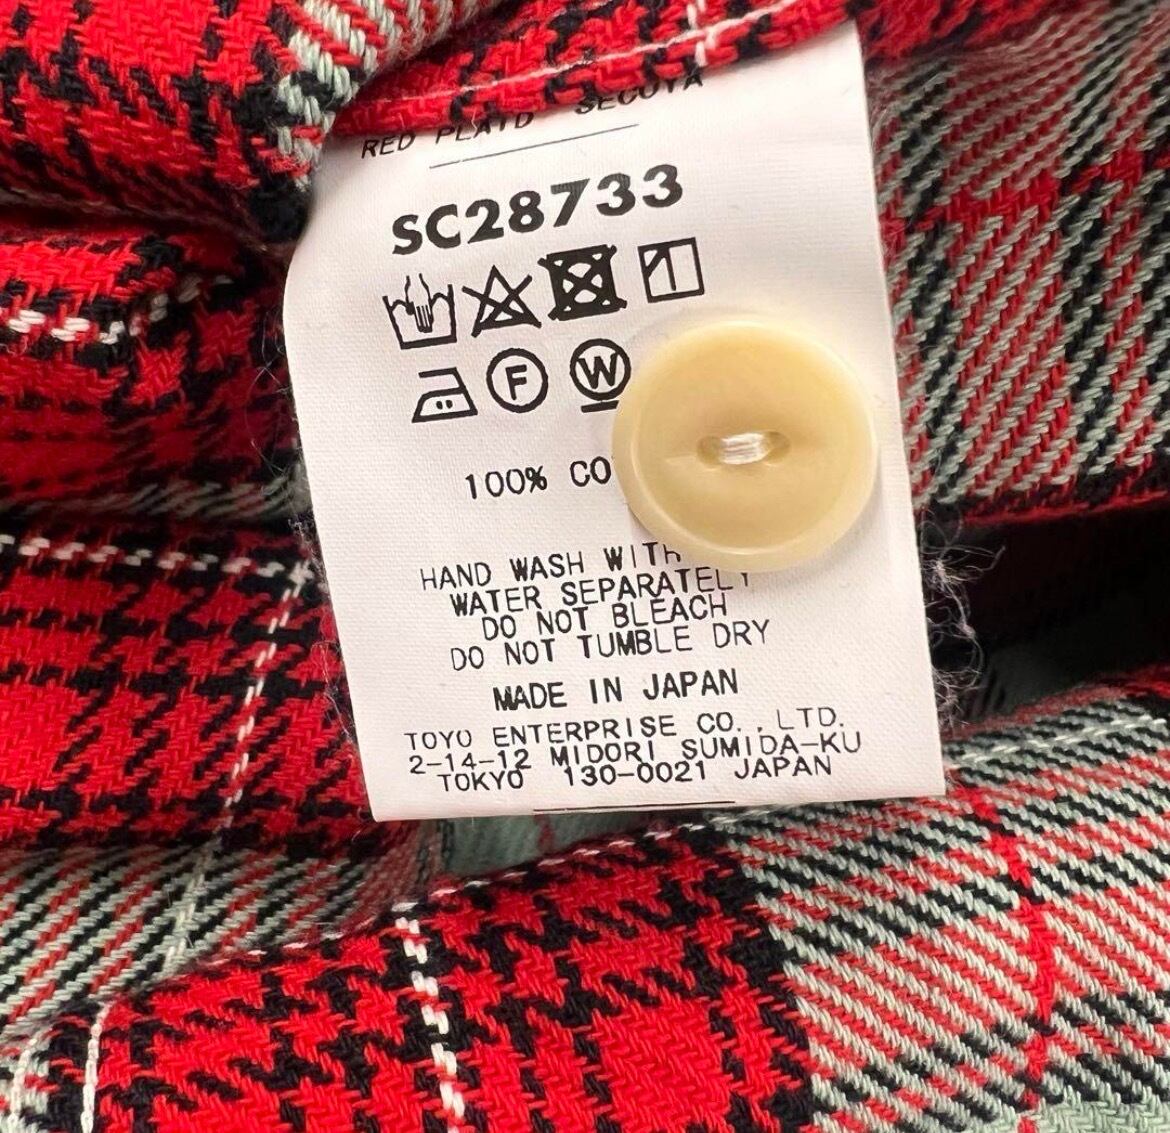 RED PLAID SEGOYA
SC28733
F W
100% CO
HAND WASH WITH
WATER SEPARATELY
DO NOT BLEACH
DO NOT TUMBLE DRY
MADE IN JAPAN
TOYO ENTERPRISE CO.,LTD.
2-14-12 MIDORI SUMIDA-KU
TOKYO 130-0021 JAPAN